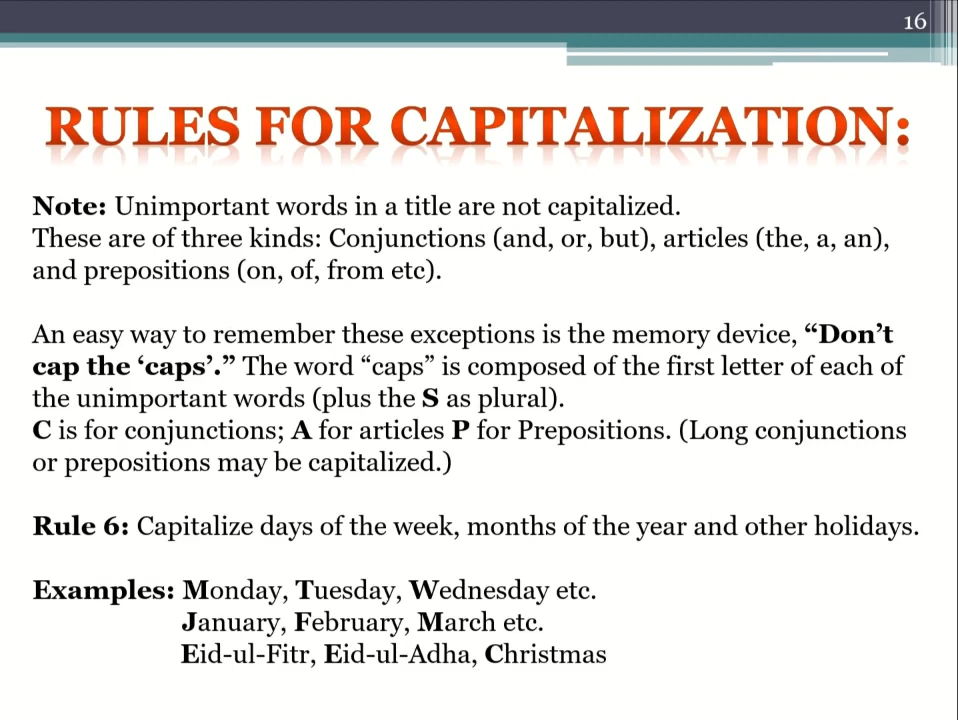 16
RULES FOR CAPITALIZATION:
Note: Unimportant words in a title are not capitalized.
These are of three kinds: Conjunctions (and, or, but), articles (the, a, an),
and prepositions (on, of, from etc).
An easy way to remember these exceptions is the memory device, “Don’t
cap the ‘caps’.” The word “caps” is composed of the first letter of each of
the unimportant words (plus the S as plural).
C is for conjunctions; A for articles P for Prepositions. (Long conjunctions
or prepositions may be capitalized.)
Rule 6: Capitalize days of the week, months of the year and other holidays.
Examples: Monday, Tuesday, Wednesday etc.
January, February, March etc.
Eid-ul-Fitr, Eid-ul-Adha, Christmas